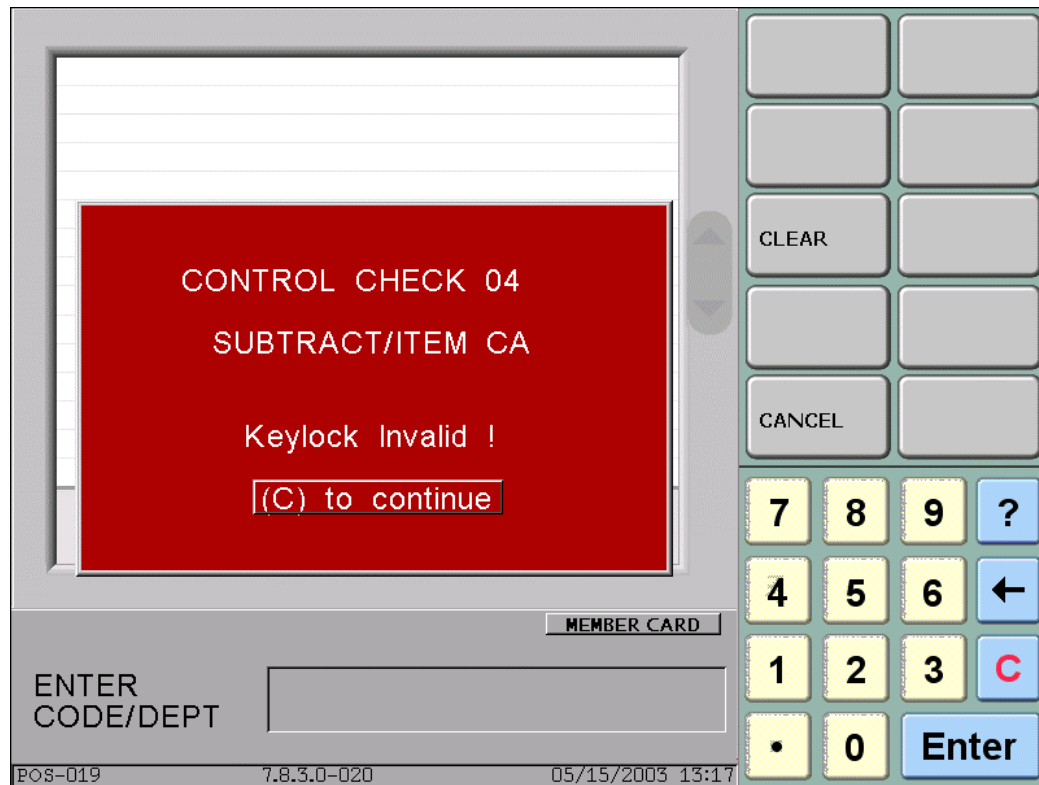 CONTROL CHECK 04
SUBTRACT/ITEM CA
Keylock Invalid !
(C) to continue
MEMBER CARD
ENTER
CODE/DEPT
POS-019 7.8.3.0-020 05/15/2003 13:17
CLEAR
CANCEL
7 8 9 ?
4 5 6 ←
1 2 3 C
. 0 Enter